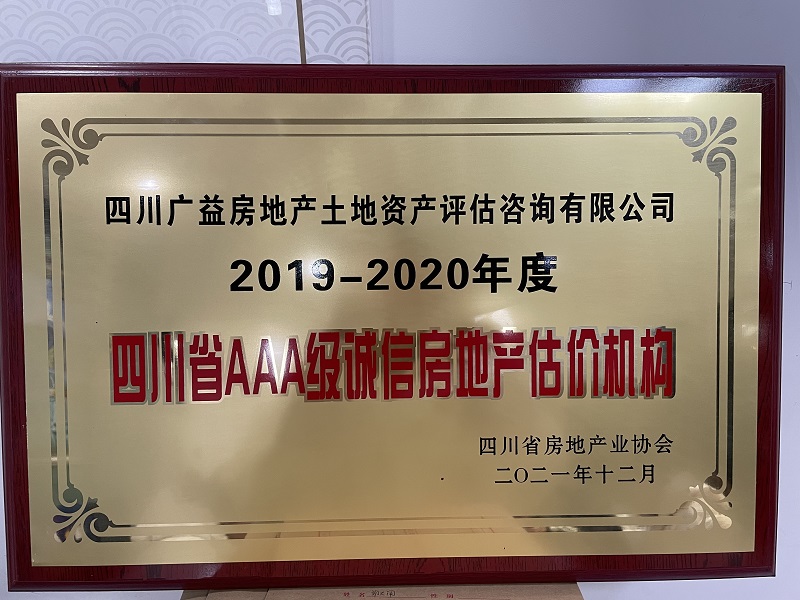 四川广益房地产土地资产评估咨询有限公司
2019-2020年度
四川省AAA级诚信房地产估价机构
四川省房地产业协会
二〇二一年十二月
姓名